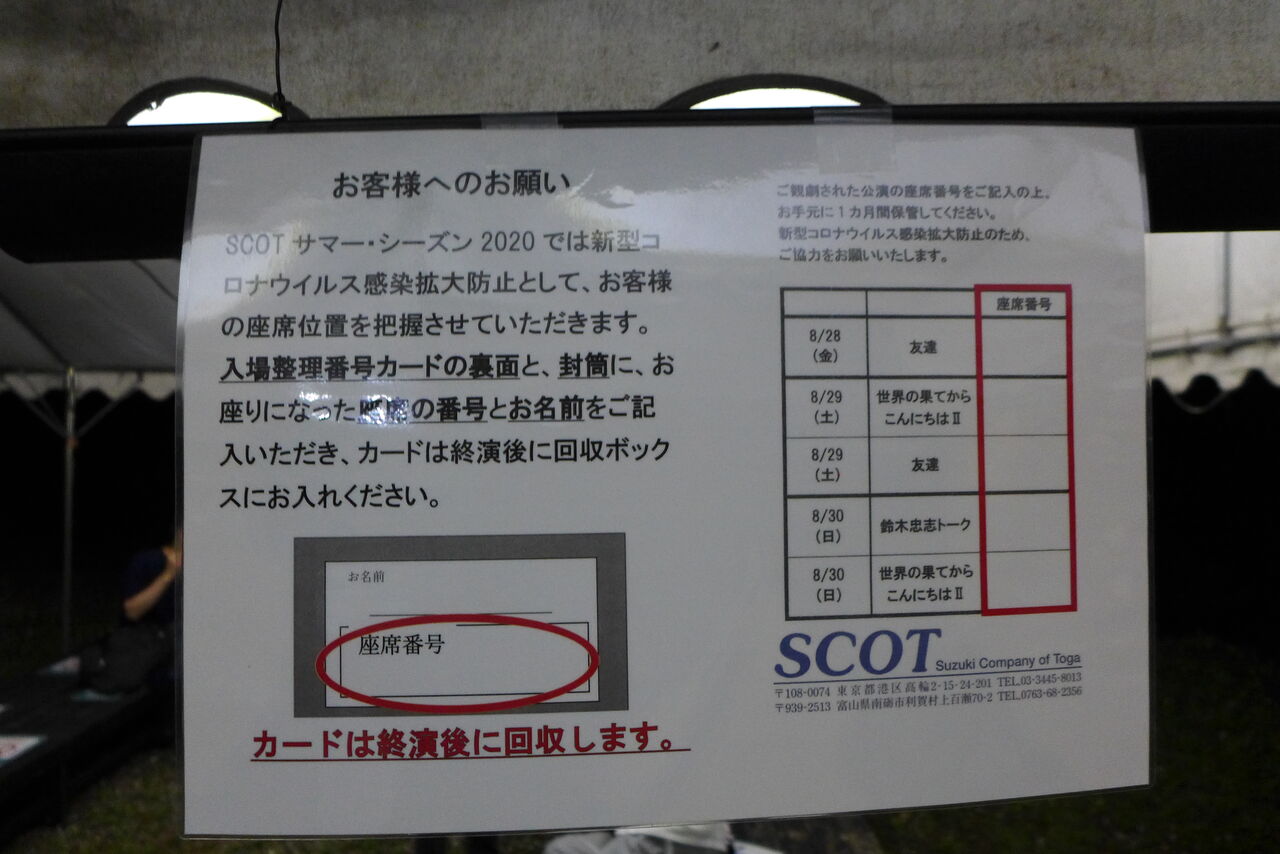 お客様へのお願い
SCOT サマー・シーズン 2020 では新型コ
ロナウイルス感染拡大防止として、お客様
の座席位置を把握させていただきます。
入場整理番号カードの裏面と、封筒に、お
座りになった の番号とお名前をご記
入いただき、カードは終演後に回収ボック
スにお入れください。
お名前
座席番号
カードは終演後に回収します。
ご観劇された公演の座席番号をご記入の上、
お手元に1カ月間保管してください。
新型コロナウイルス感染拡大防止のため、
ご協力をお願いいたします。
座席番号
8/28
(金)
友達
8/29
(土)
世界の果てから
こんにちはⅡ
8/29
(土)
友達
8/30
(日)
鈴木忠志トーク
8/30
(日)
世界の果てから
こんにちはⅡ
SCOT Suzuki Company of Toga
〒108-0074 東京都港区高輪2-15-24-201 TEL.03-3445-8013
〒939-2513 富山県南砺市利賀村上百瀬70-2 TEL.0763-68-2356